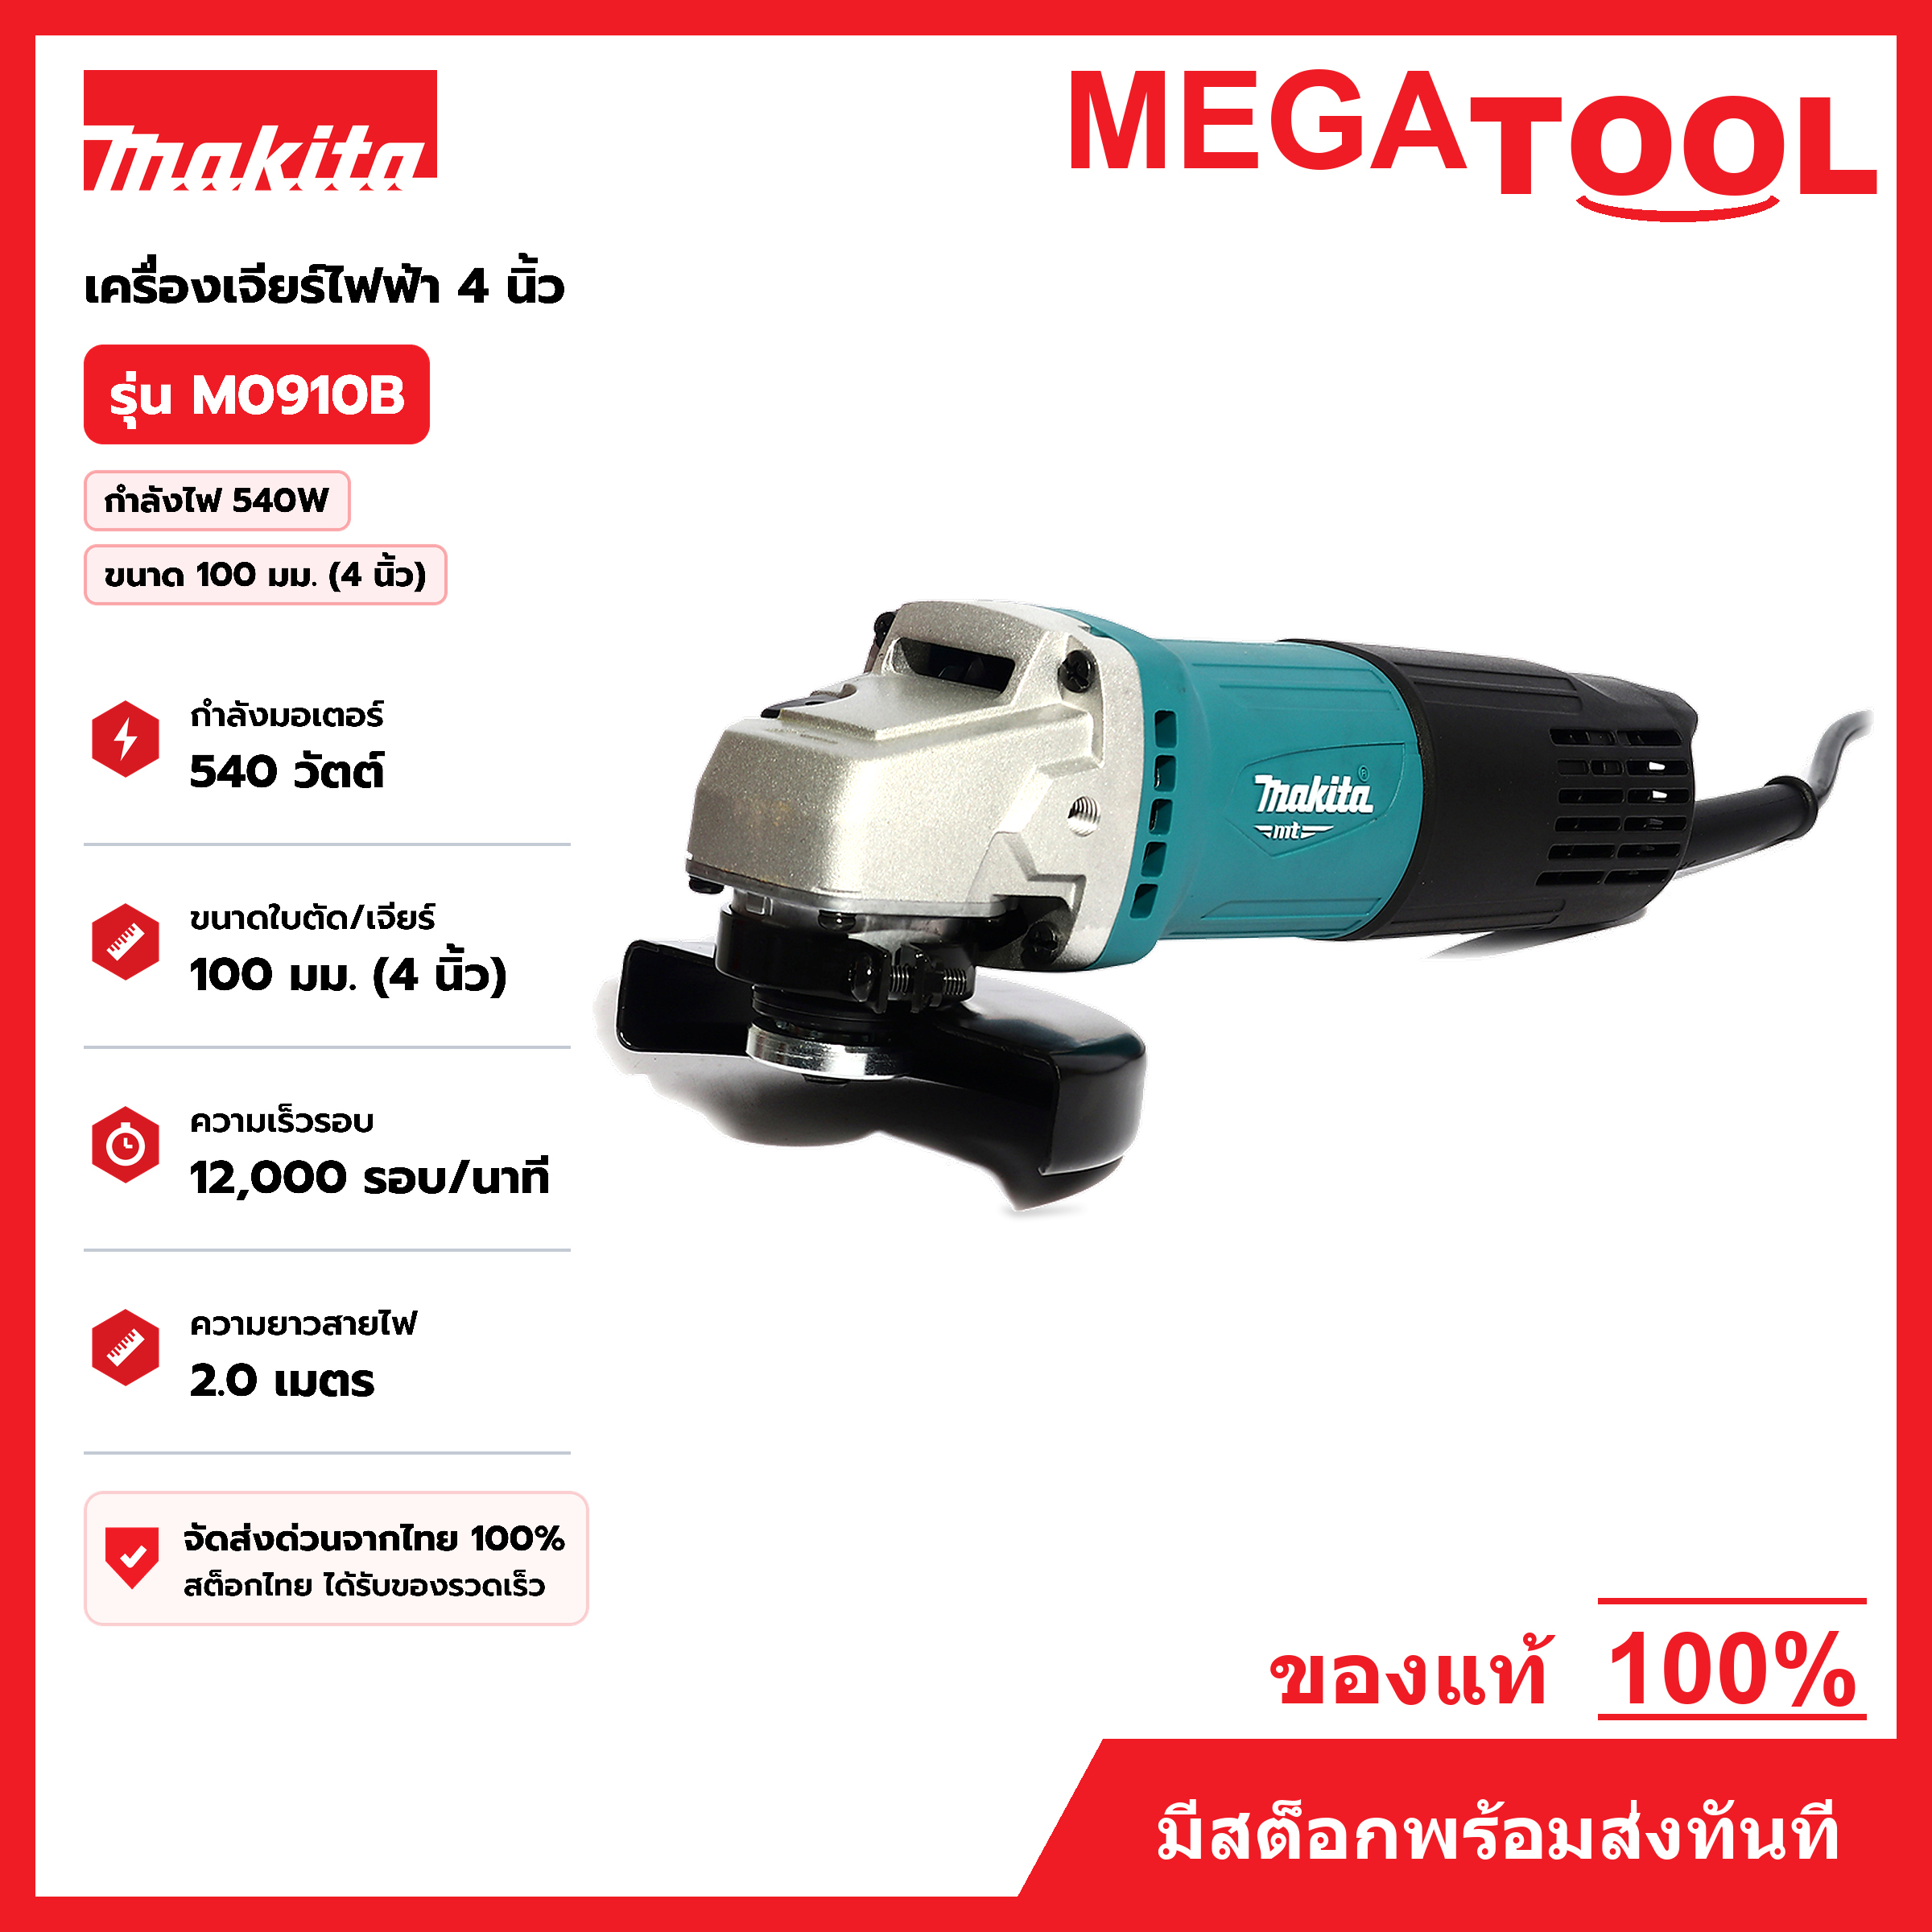 makita
MEGATOOL
เครื่องเจียร์ไฟฟ้า 4 นิ้ว
รุ่น M0910B
กำลังไฟ 540W
ขนาด 100 มม. (4 นิ้ว)
กำลังมอเตอร์
540 วัตต์
ขนาดใบตัด/เจียร์
100 มม. (4 นิ้ว)
ความเร็วรอบ
12,000 รอบ/นาที
ความยาวสายไฟ
2.0 เมตร
จัดส่งด่วนจากไทย 100%
สต็อกไทย ได้รับของรวดเร็ว
makita®
mt
ของแท้ 100%
มีสต็อกพร้อมส่งทันที